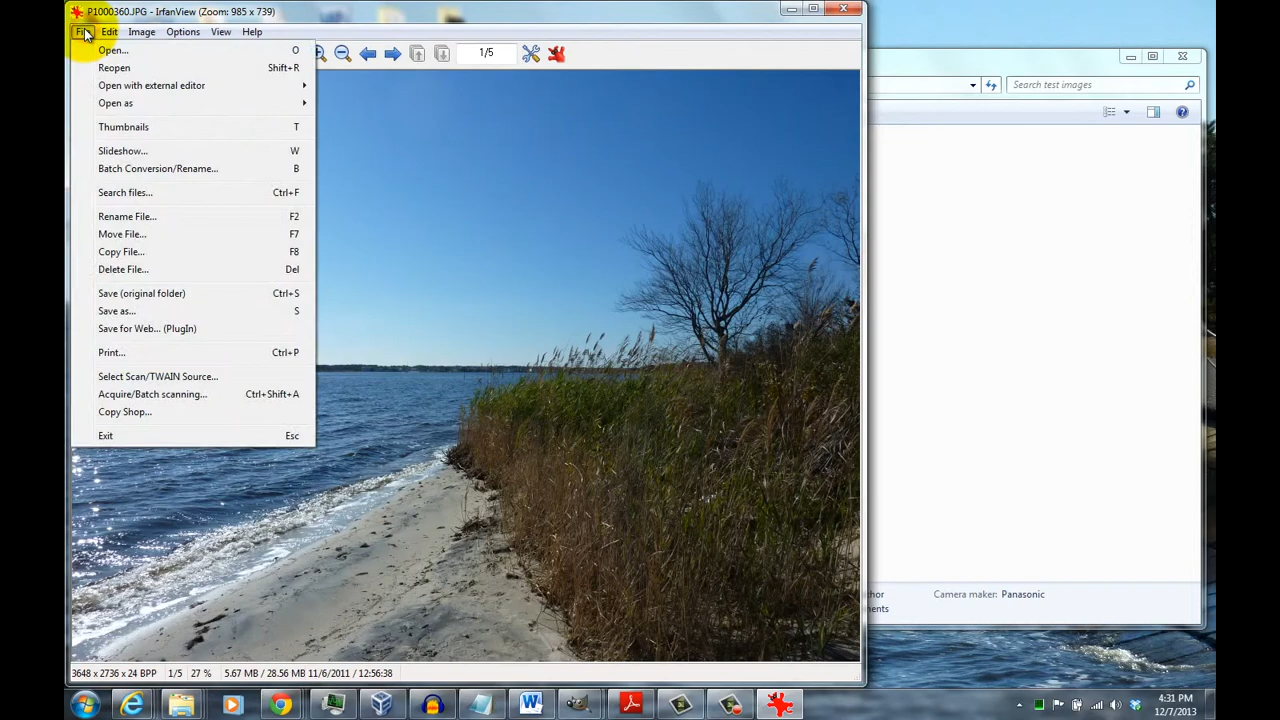 P1000360.JPG - IrfanView (Zoom: 985 x 739)
File Edit Image Options View Help
Open... O
Reopen Shift+R
Open with external editor
Open as
Thumbnails T
Slideshow... W
Batch Conversion/Rename... B
Search files... Ctrl+F
Rename File... F2
Move File... F7
Copy File... F8
Delete File... Del
Save (original folder) Ctrl+S
Save as... S
Save for Web... (PlugIn)
Print... Ctrl+P
Select Scan/TWAIN Source...
Acquire/Batch scanning... Ctrl+Shift+A
Copy Shop...
Exit Esc
1/5
Search test images
Camera maker: Panasonic
3648 x 2736 x 24 BPP 1/5 27 % 5.67 MB / 28.56 MB 11/6/2011 / 12:56:38
4:31 PM
12/7/2013